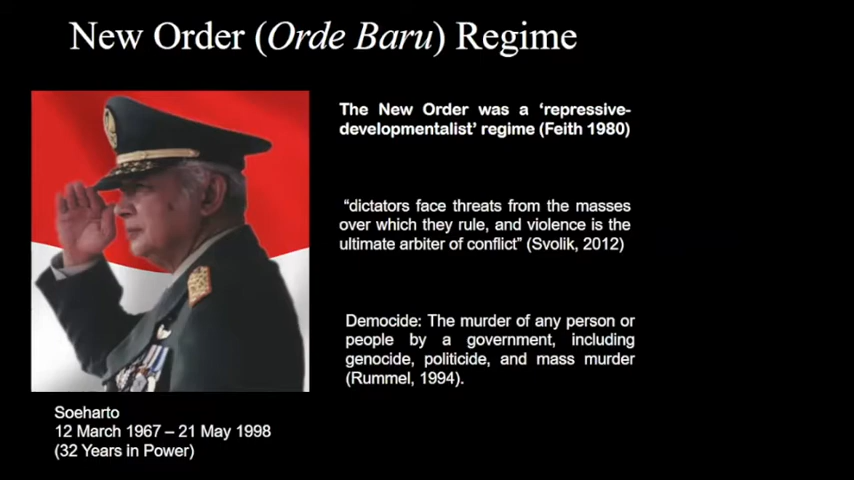 New Order (Orde Baru) Regime
The New Order was a ‘repressive-
developmentalist’ regime (Feith 1980)
“dictators face threats from the masses
over which they rule, and violence is the
ultimate arbiter of conflict” (Svolik, 2012)
Democide: The murder of any person or
people by a government, including
genocide, politicide, and mass murder
(Rummel, 1994).
Soeharto
12 March 1967 – 21 May 1998
(32 Years in Power)